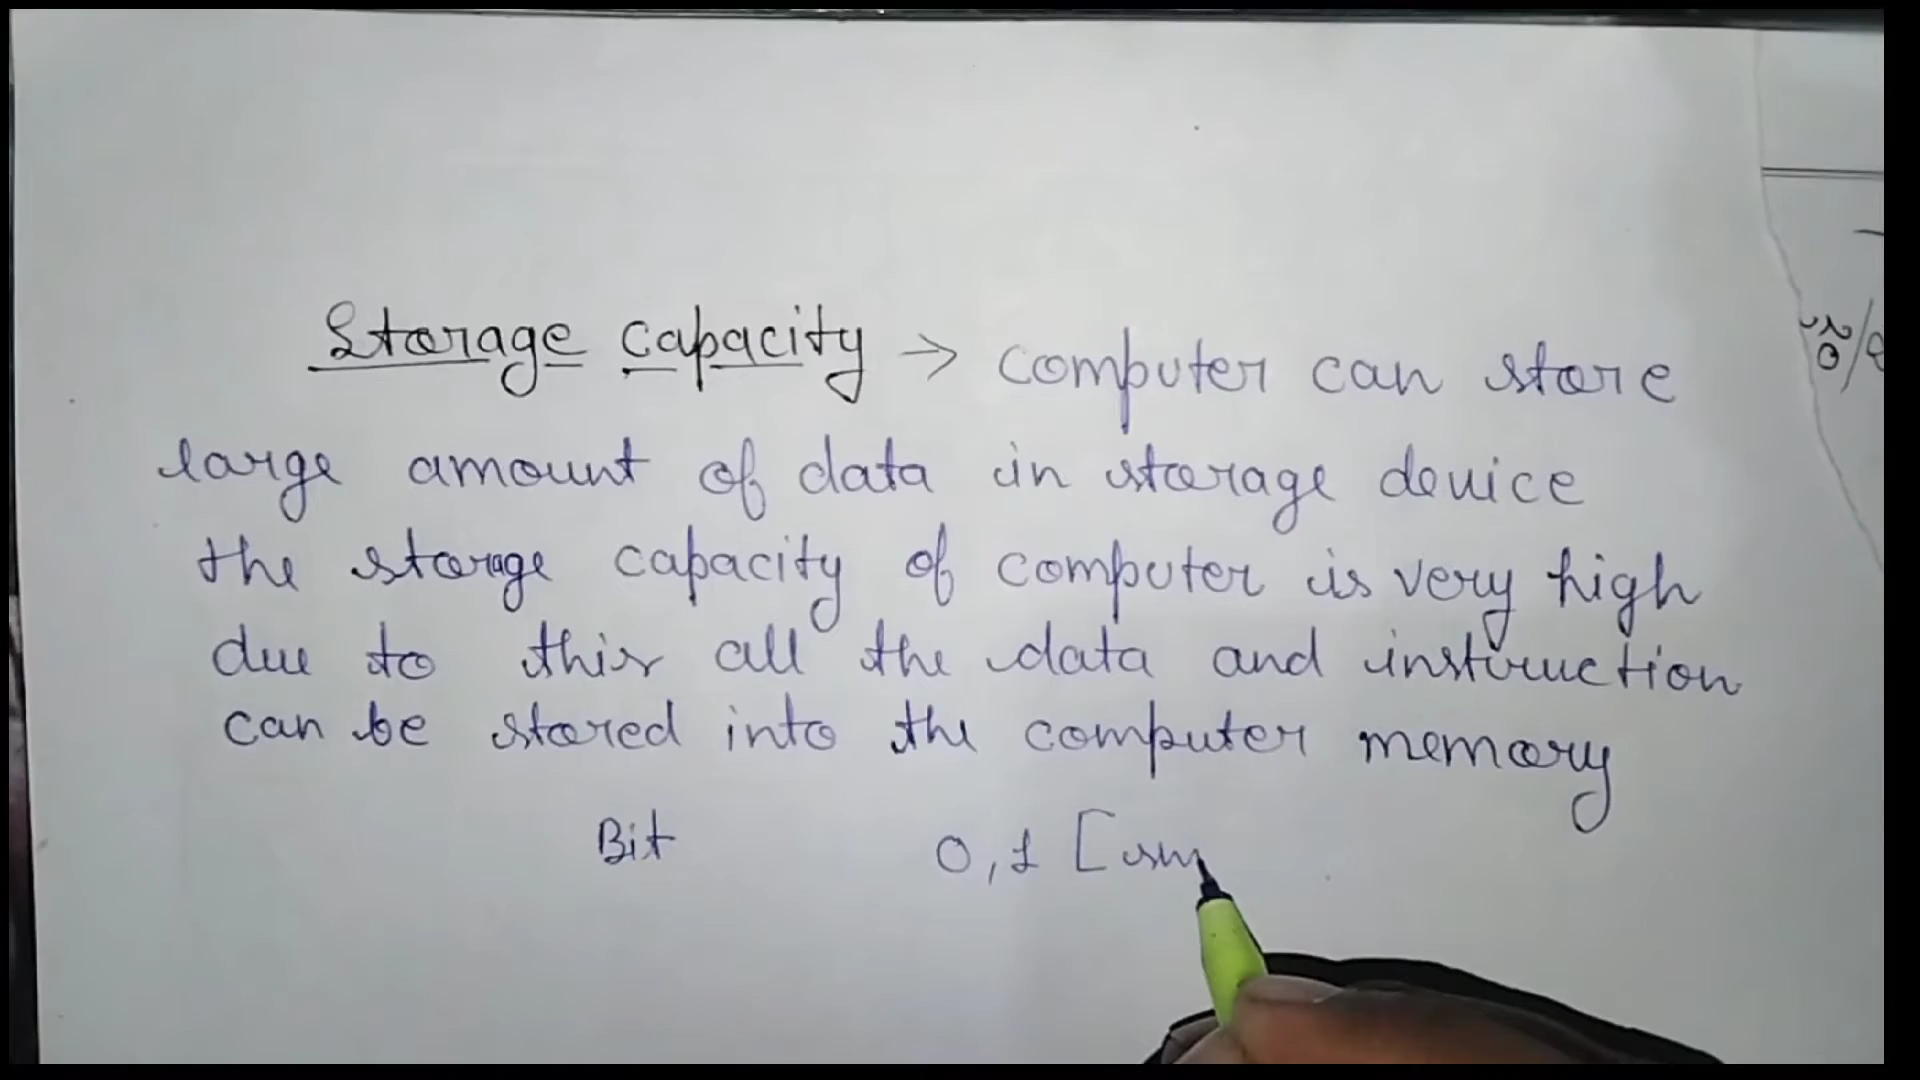 Storage capacity → computer can store
large amount of data in storage device
the storage capacity of computer is very high
due to this all the data and instruction
can be stored into the computer memory
Bit 0,1 [sm